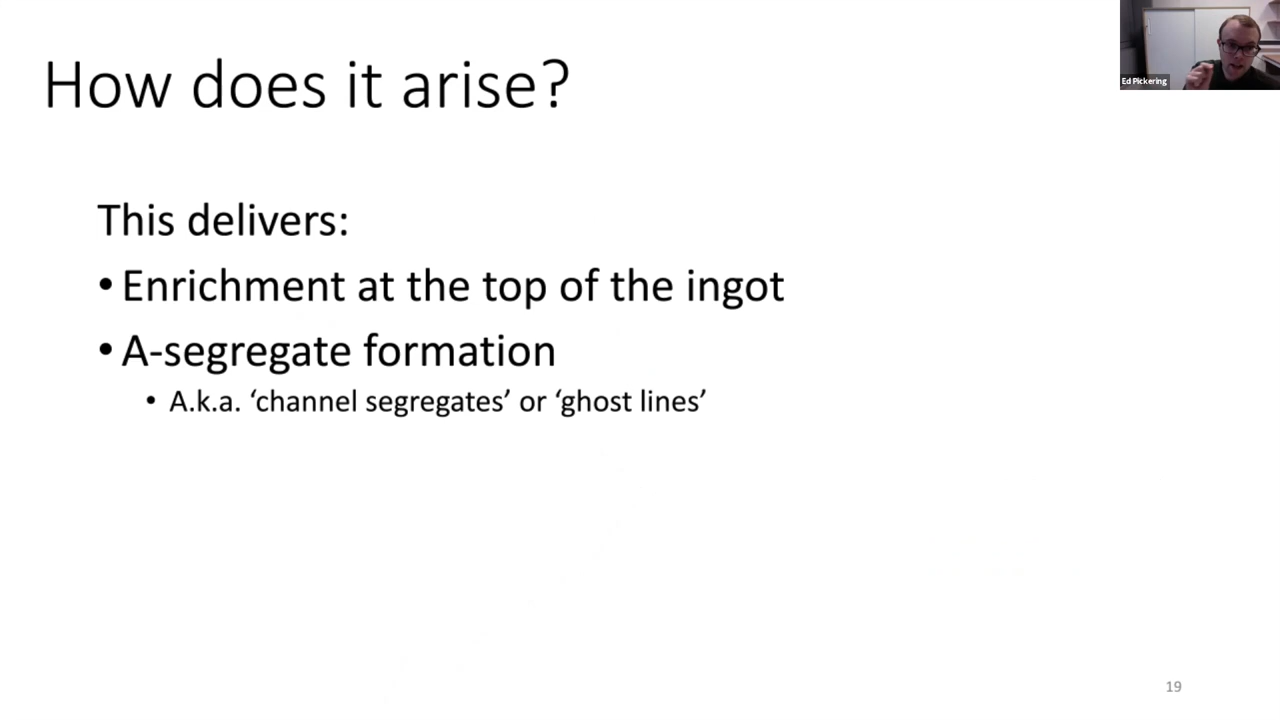 Ed Pickering
How does it arise?
This delivers:
• Enrichment at the top of the ingot
• A-segregate formation
• A.k.a. ‘channel segregates’ or ‘ghost lines’
19